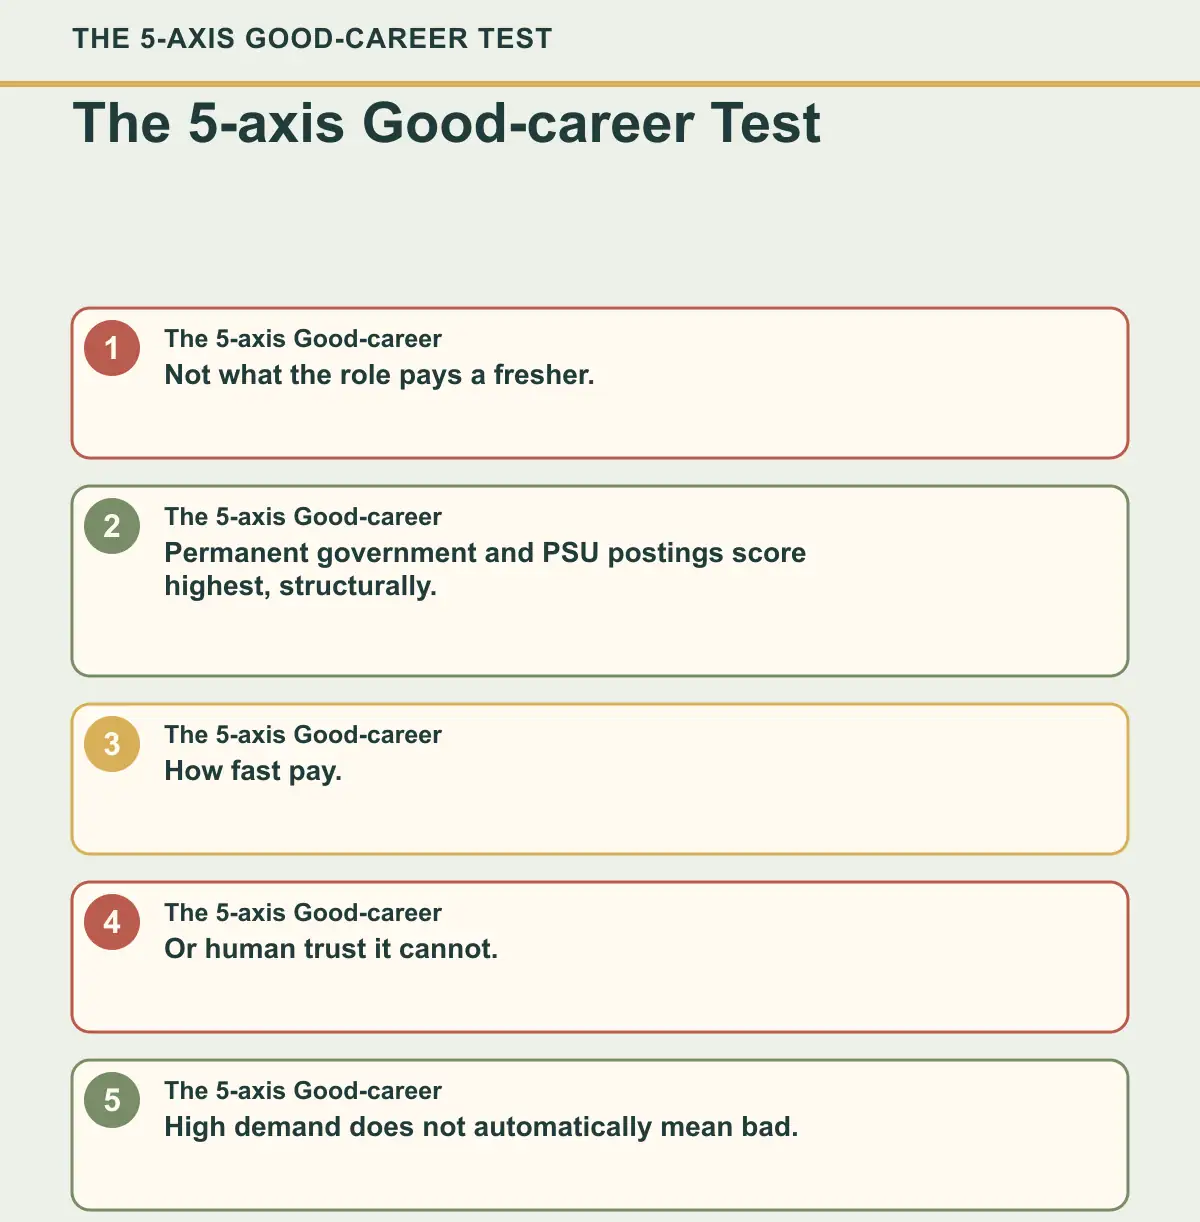 THE 5-AXIS GOOD-CAREER TEST
The 5-axis Good-career Test
1
The 5-axis Good-career
Not what the role pays a fresher.
2
The 5-axis Good-career
Permanent government and PSU postings score
highest, structurally.
3
The 5-axis Good-career
How fast pay.
4
The 5-axis Good-career
Or human trust it cannot.
5
The 5-axis Good-career
High demand does not automatically mean bad.